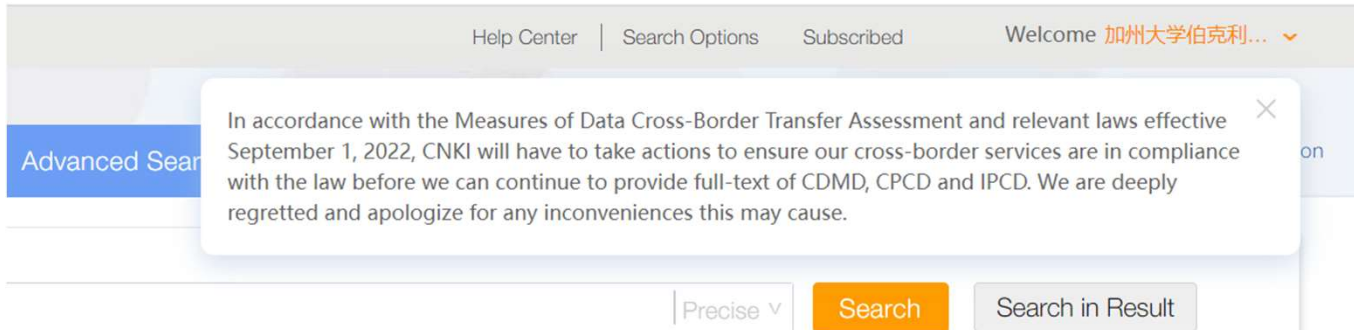 Help Center | Search Options Subscribed Welcome 加州大学伯克利...
In accordance with the Measures of Data Cross-Border Transfer Assessment and relevant laws effective
Advanced Sear September 1, 2022, CNKI will have to take actions to ensure our cross-border services are in compliance on
with the law before we can continue to provide full-text of CDMD, CPCD and IPCD. We are deeply
regretted and apologize for any inconveniences this may cause.
Precise Search Search in Result